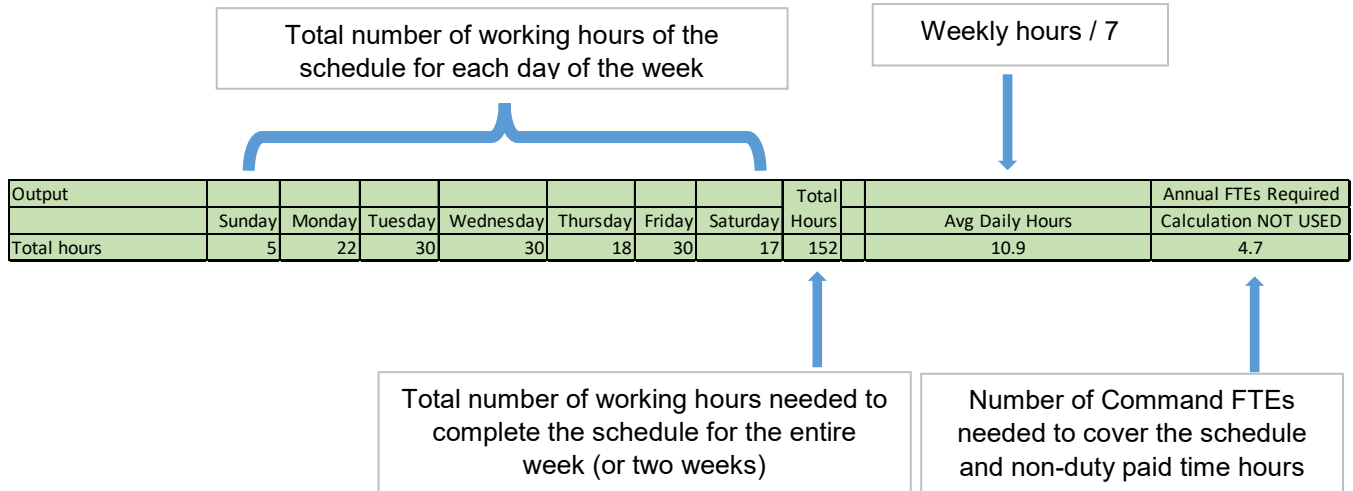 Total number of working hours of the
schedule for each day of the week
Weekly hours / 7
Output Total Annual FTEs Required
Sunday Monday Tuesday Wednesday Thursday Friday Saturday Hours Avg Daily Hours Calculation NOT USED
Total hours 5 22 30 30 18 30 17 152 10.9 4.7
Total number of working hours needed to
complete the schedule for the entire
week (or two weeks)
Number of Command FTEs
needed to cover the schedule
and non-duty paid time hours